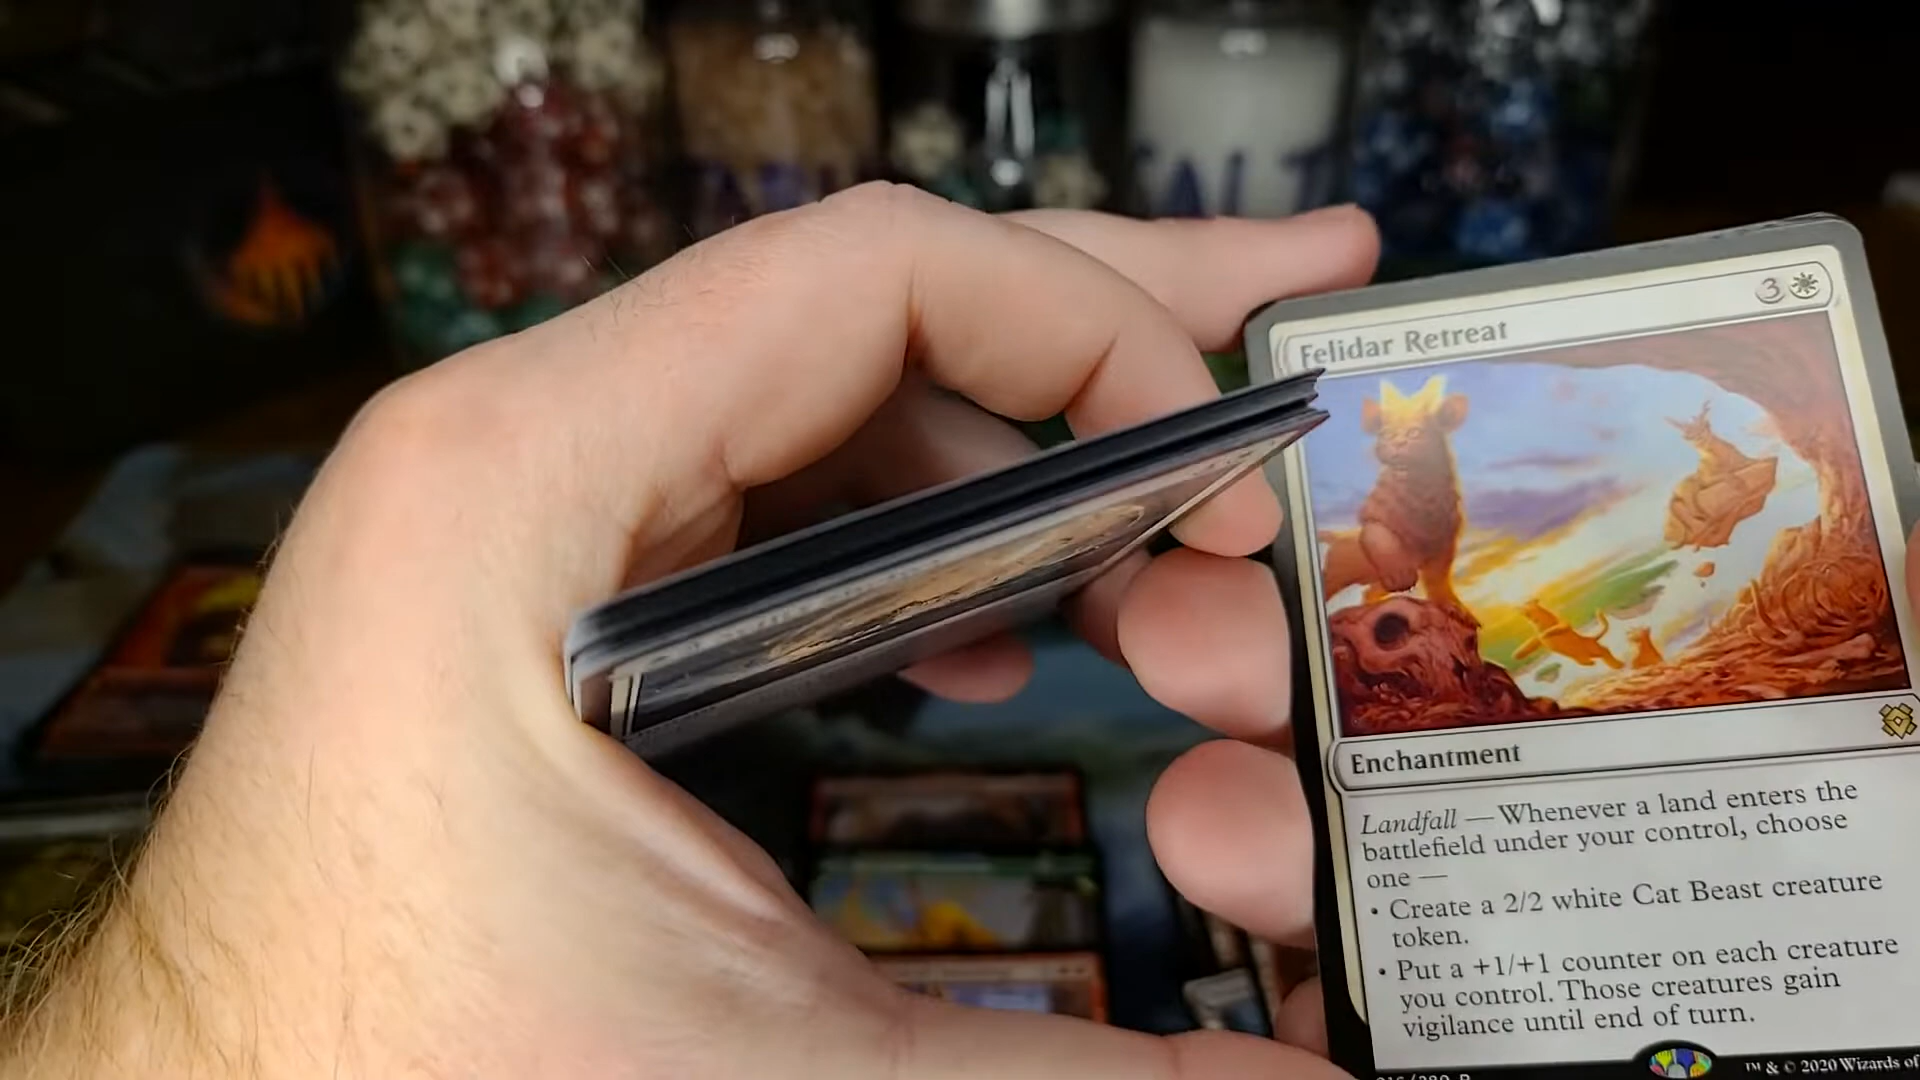 SALT
3
Felidar Retreat
Enchantment
Landfall — Whenever a land enters the
battlefield under your control, choose
one —
• Create a 2/2 white Cat Beast creature
token.
• Put a +1/+1 counter on each creature
you control. Those creatures gain
vigilance until end of turn.
™ & © 2020 Wizards of